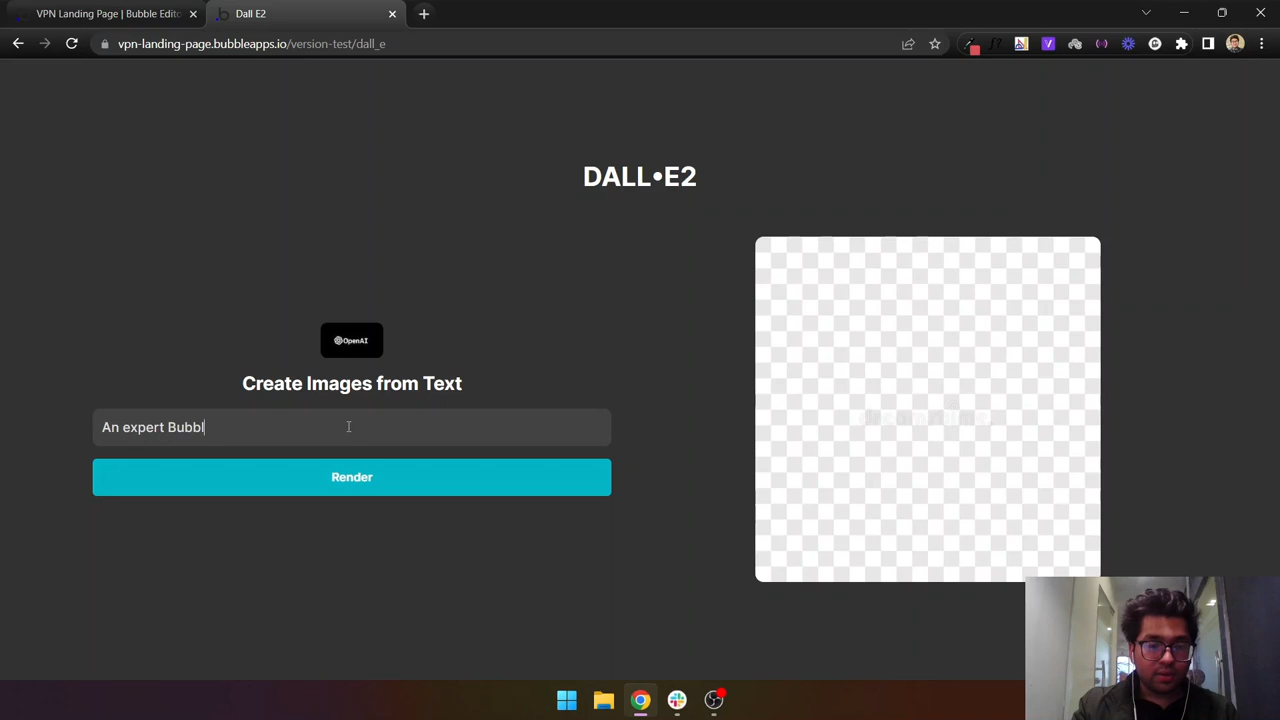 VPN Landing Page | Bubble Edito
Dall E2
vpn-landing-page.bubbleapps.io/version-test/dall_e
DALL•E2
OpenAI
Create Images from Text
An expert Bubbl
Render